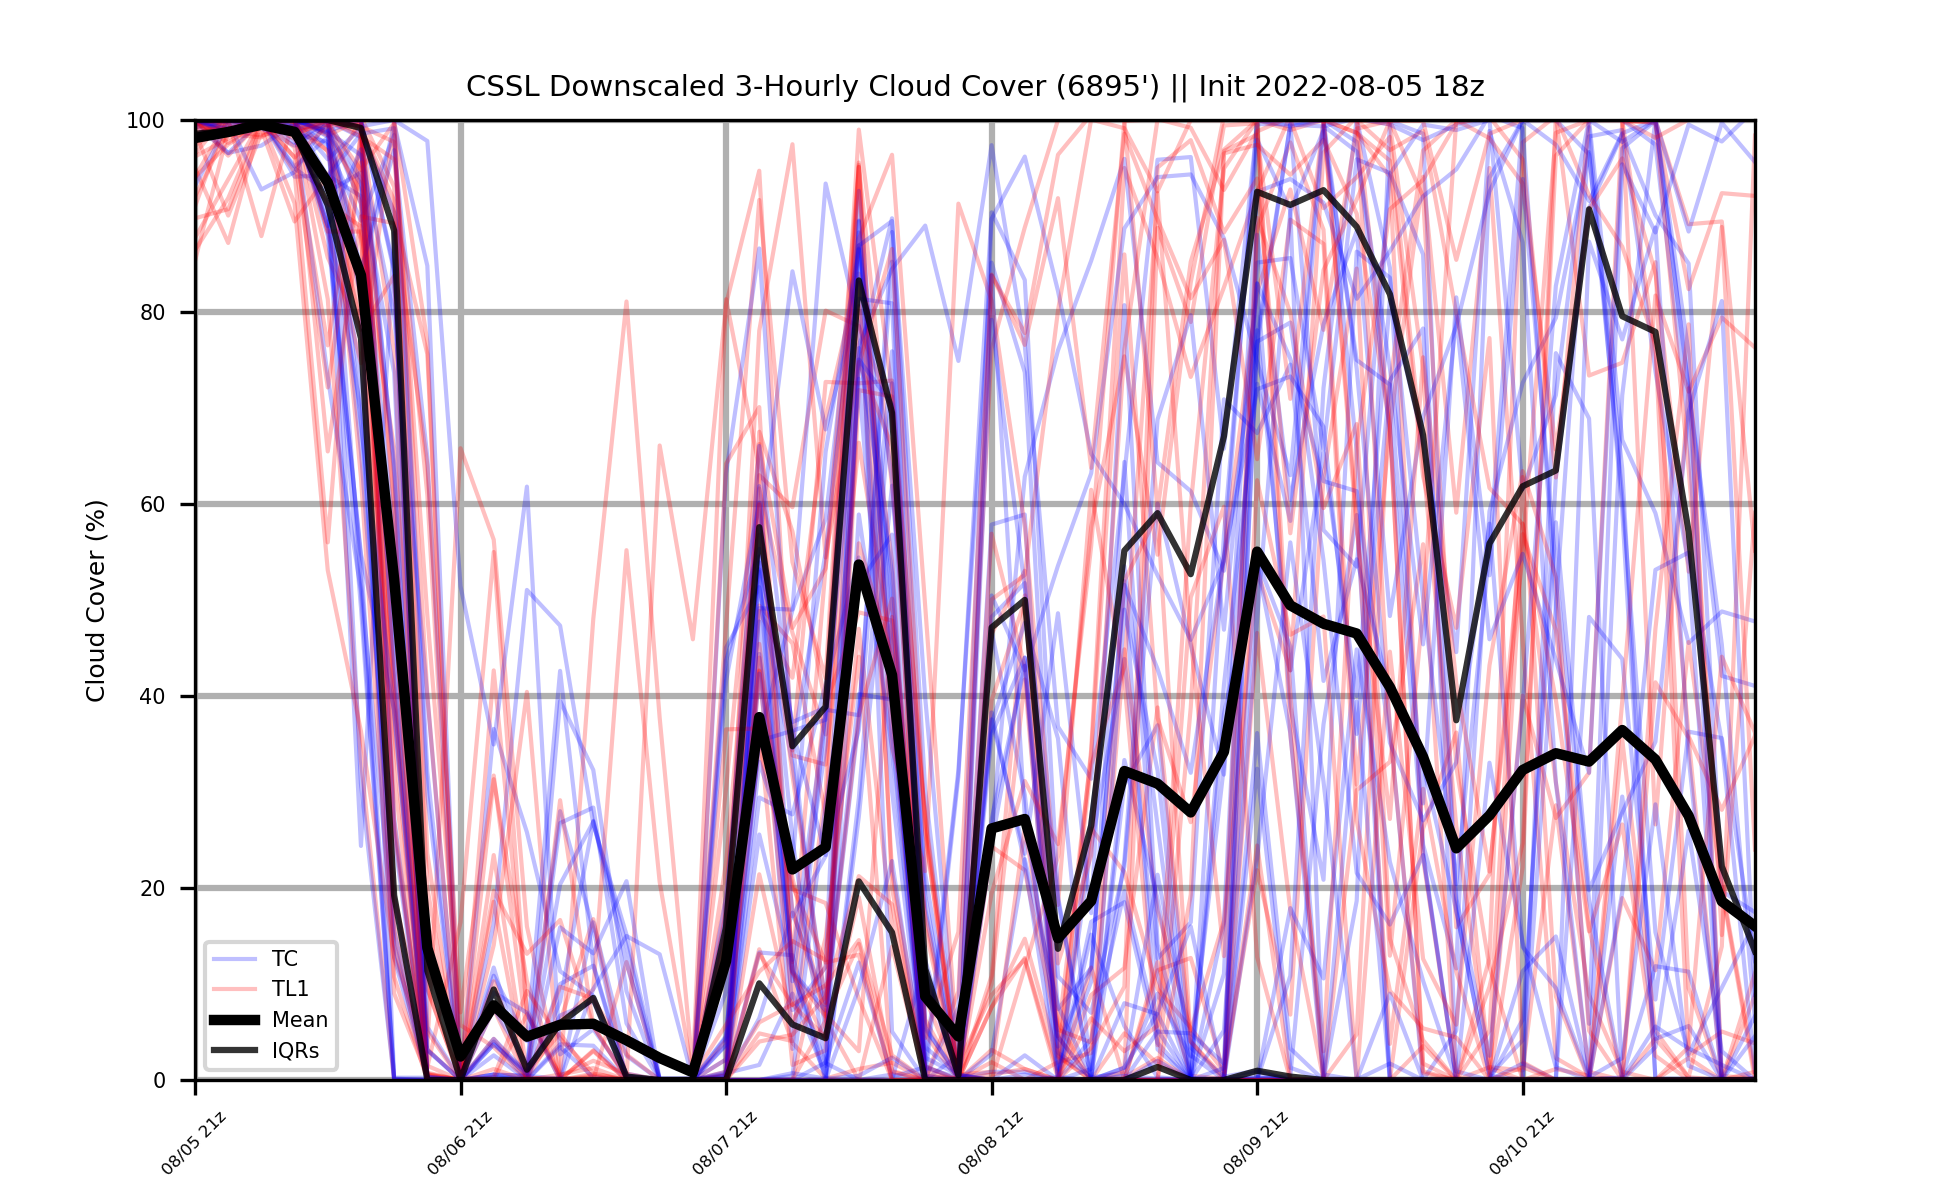 CSSL Downscaled 3-Hourly Cloud Cover (6895') || Init 2022-08-05 18z
Cloud Cover (%)
100
80
60
40
20
0
TC
TL1
Mean
IQRs
08/05 21z
08/06 21z
08/07 21z
08/08 21z
08/09 21z
08/10 21z